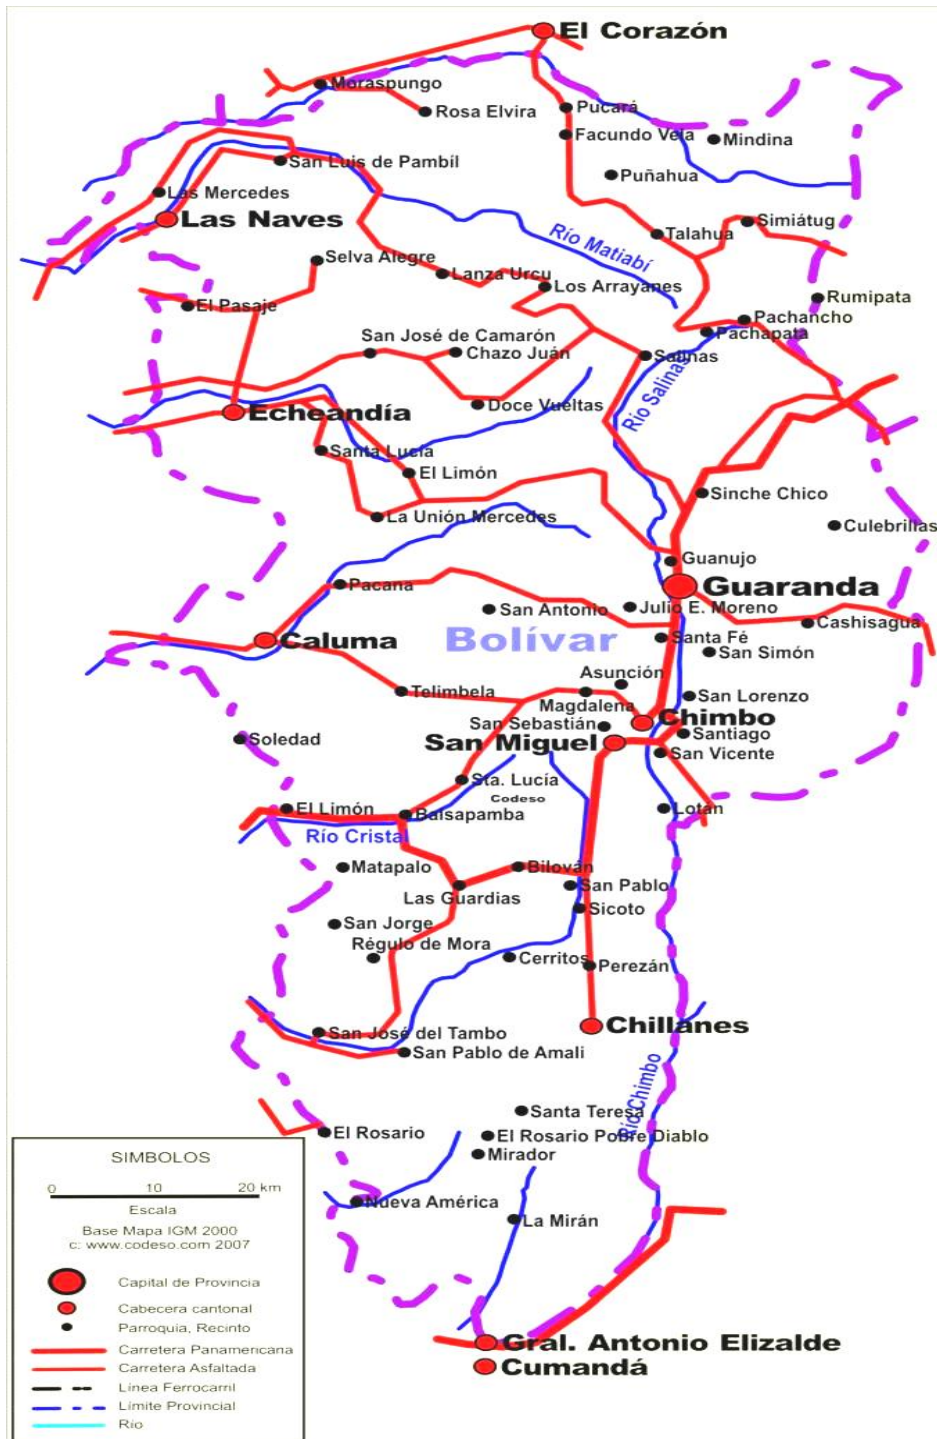 El Corazón
Moraspungo
Rosa Elvira
Pucará
Facundo Vela
Mindina
San Luis de Pambíl
Puñahua
Las Mercedes
Las Naves
Simiátug
Talahua
Río Matiabí
Selva Alegre
Lanza Urcu
Los Arrayanes
Rumipata
El Pasaje
Pachancho
Pachapata
San José de Camarón
Chazo Juán
Salinas
Rio Salinas
Echeandía
Doce Vueltas
Santa Lucía
El Limón
Sinche Chico
La Unión Mercedes
Culebrillas
Guanujo
Pacana
Guaranda
San Antonio
Julio E. Moreno
Cashisagua
Caluma
Bolívar
Santa Fé
San Simón
Asunción
Telimbela
Magdalena
San Lorenzo
Chimbo
San Sebastián
Santiago
Soledad
San Miguel
San Vicente
Sta. Lucía
Codeso
El Limón
Balsapamba
Lotán
Río Cristal
Matapalo
Bilován
Las Guardias
San Pablo
Sicoto
San Jorge
Régulo de Mora
Cerritos
Perezán
San José del Tambo
Chillanes
San Pablo de Amali
Rio Chimbo
Santa Teresa
El Rosario
El Rosario Pobre Diablo
Mirador
Nueva América
La Mirán
Gral. Antonio Elizalde
Cumandá
SIMBOLOS
0 10 20 km
Escala
Base Mapa IGM 2000
c: www.codeso.com 2007
Capital de Provincia
Cabecera cantonal
Parroquia, Recinto
Carretera Panamericana
Carretera Asfaltada
Línea Ferrocarril
Límite Provincial
Río